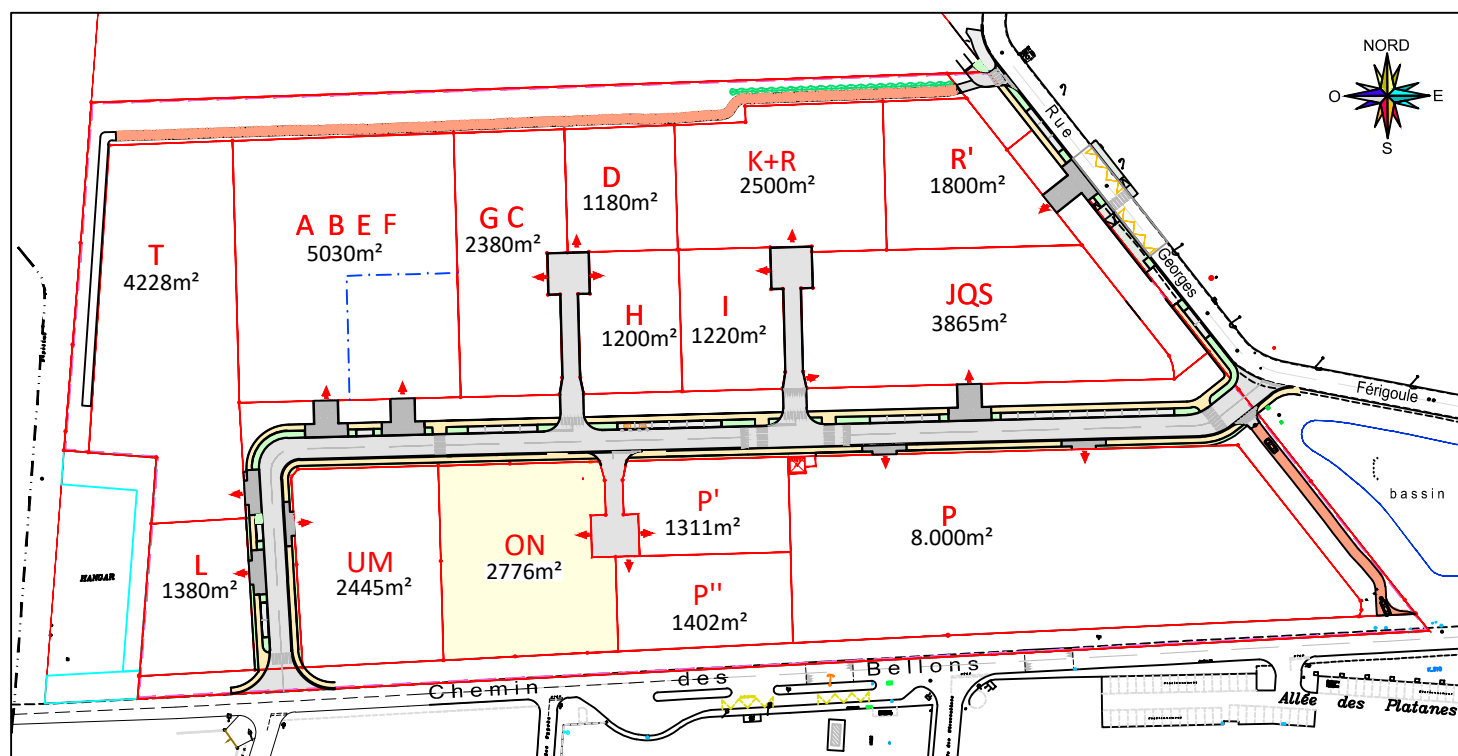 NORD
O
E
S
Rue
Georges
Férigoule
T
4228m²
A B E F
5030m²
G C
2380m²
D
1180m²
K+R
2500m²
R'
1800m²
H
1200m²
I
1220m²
JQS
3865m²
L
1380m²
UM
2445m²
ON
2776m²
P'
1311m²
P''
1402m²
P
8.000m²
HANGAR
bassin
Chemin des Bellons
Allée des Platanes